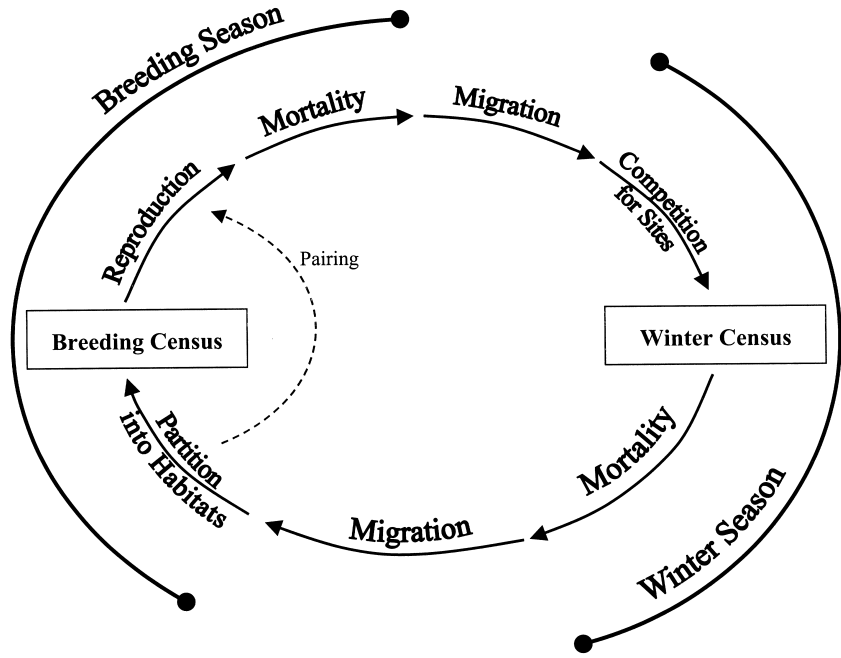 Breeding Season
Mortality
Migration
Reproduction
Competition
for Sites
Pairing
Breeding Census
Winter Census
Partition
into Habitats
Mortality
Migration
Winter Season